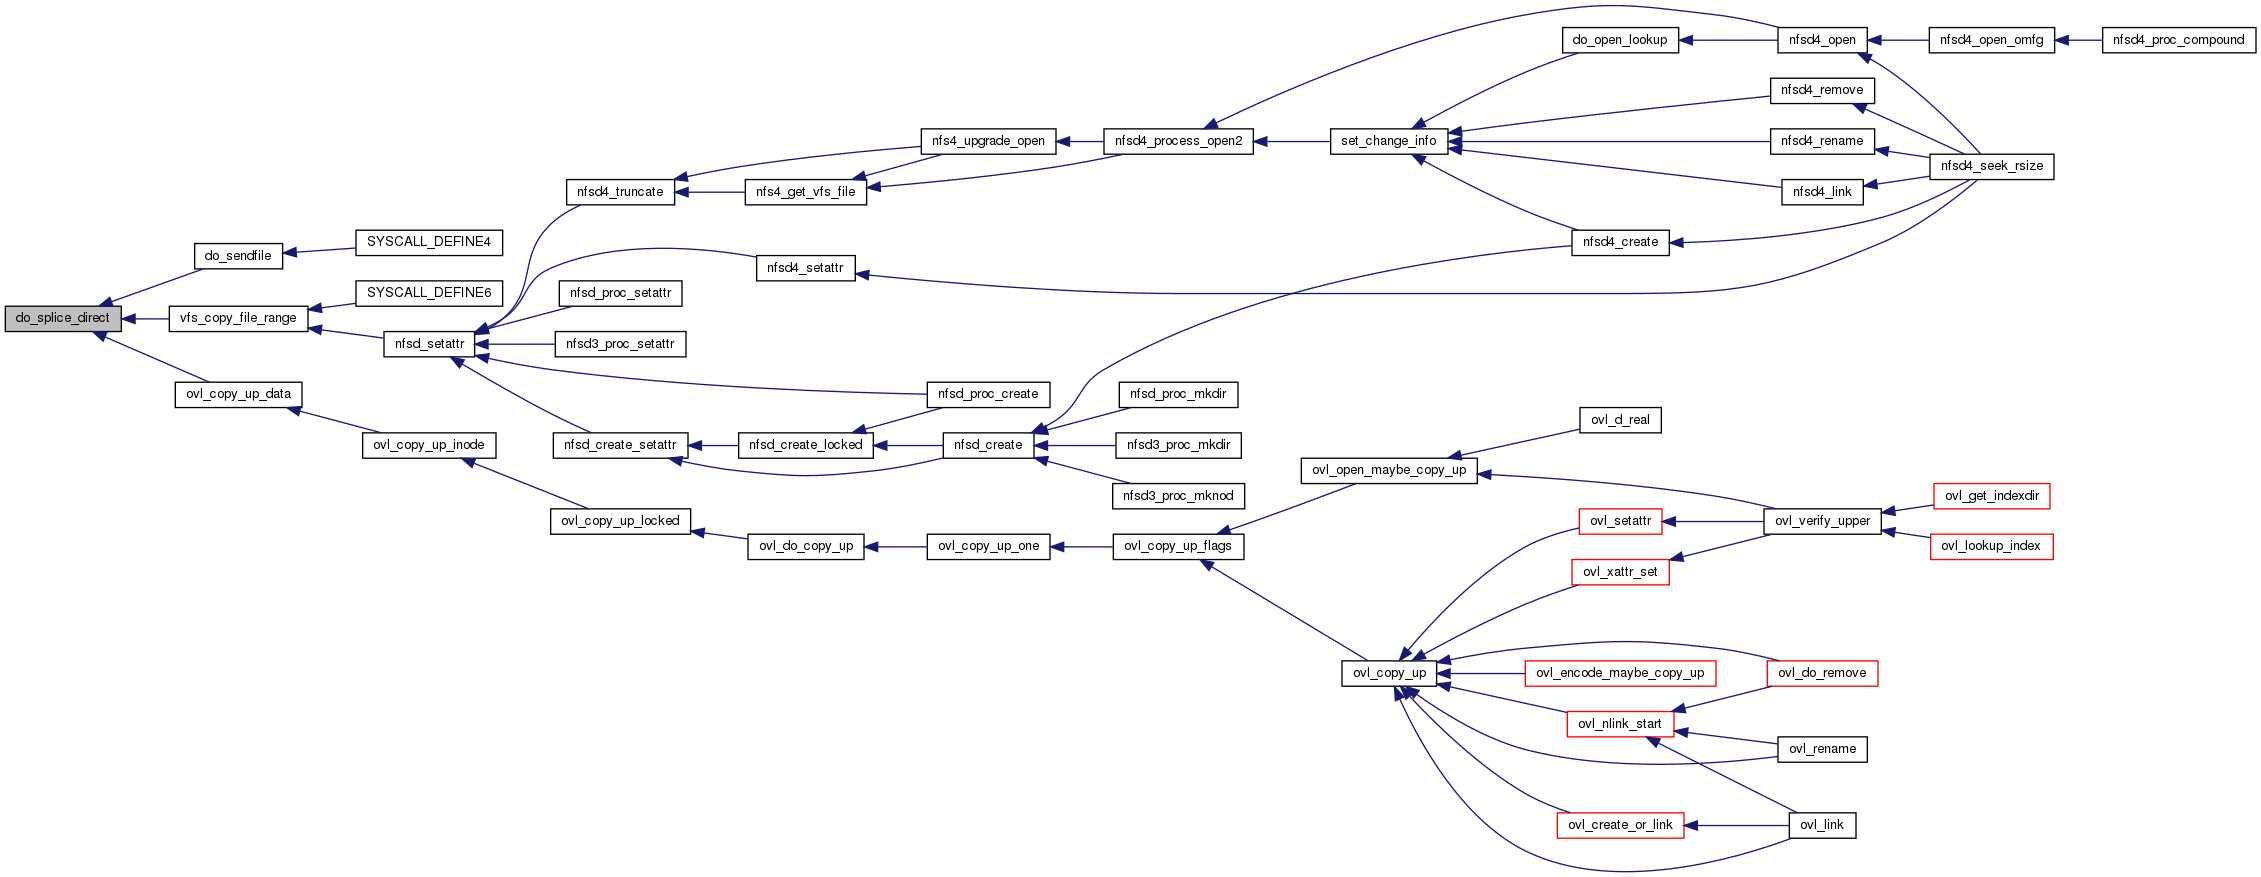 do_open_lookup
nfsd4_open
nfsd4_open_omfg
nfsd4_proc_compound
nfsd4_remove
nfs4_upgrade_open
nfsd4_process_open2
set_change_info
nfsd4_rename
nfsd4_seek_rsize
nfsd4_truncate
nfs4_get_vfs_file
nfsd4_link
SYSCALL_DEFINE4
do_sendfile
nfsd4_create
nfsd4_setattr
SYSCALL_DEFINE6
nfsd_proc_setattr
do_splice_direct
vfs_copy_file_range
nfsd_setattr
nfsd3_proc_setattr
ovl_copy_up_data
nfsd_proc_create
nfsd_proc_mkdir
ovl_d_real
ovl_copy_up_inode
nfsd_create_setattr
nfsd_create_locked
nfsd_create
nfsd3_proc_mkdir
ovl_open_maybe_copy_up
nfsd3_proc_mknod
ovl_get_indexdir
ovl_copy_up_locked
ovl_setattr
ovl_verify_upper
ovl_do_copy_up
ovl_copy_up_one
ovl_copy_up_flags
ovl_lookup_index
ovl_xattr_set
ovl_copy_up
ovl_encode_maybe_copy_up
ovl_do_remove
ovl_nlink_start
ovl_rename
ovl_create_or_link
ovl_link